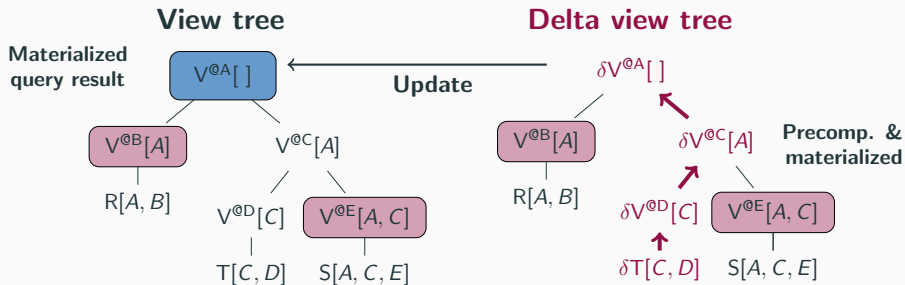 View tree
Delta view tree
Materialized
query result
V@A[ ]
Update
δV@A[ ]
V@B[A]
V@C[A]
V@B[A]
δV@C[A]
Precomp. &
materialized
R[A, B]
V@D[C]
V@E[A, C]
R[A, B]
δV@D[C]
V@E[A, C]
T[C, D]
S[A, C, E]
δT[C, D]
S[A, C, E]